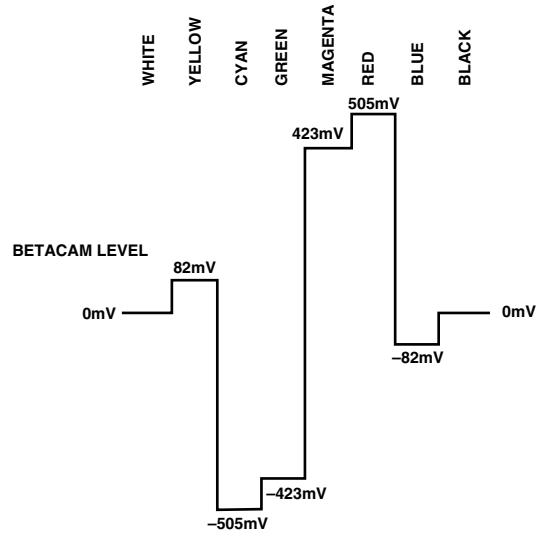 WHITE
YELLOW
CYAN
GREEN
MAGENTA
RED
BLUE
BLACK
505mV
423mV
BETACAM LEVEL
82mV
0mV
0mV
–82mV
–423mV
–505mV